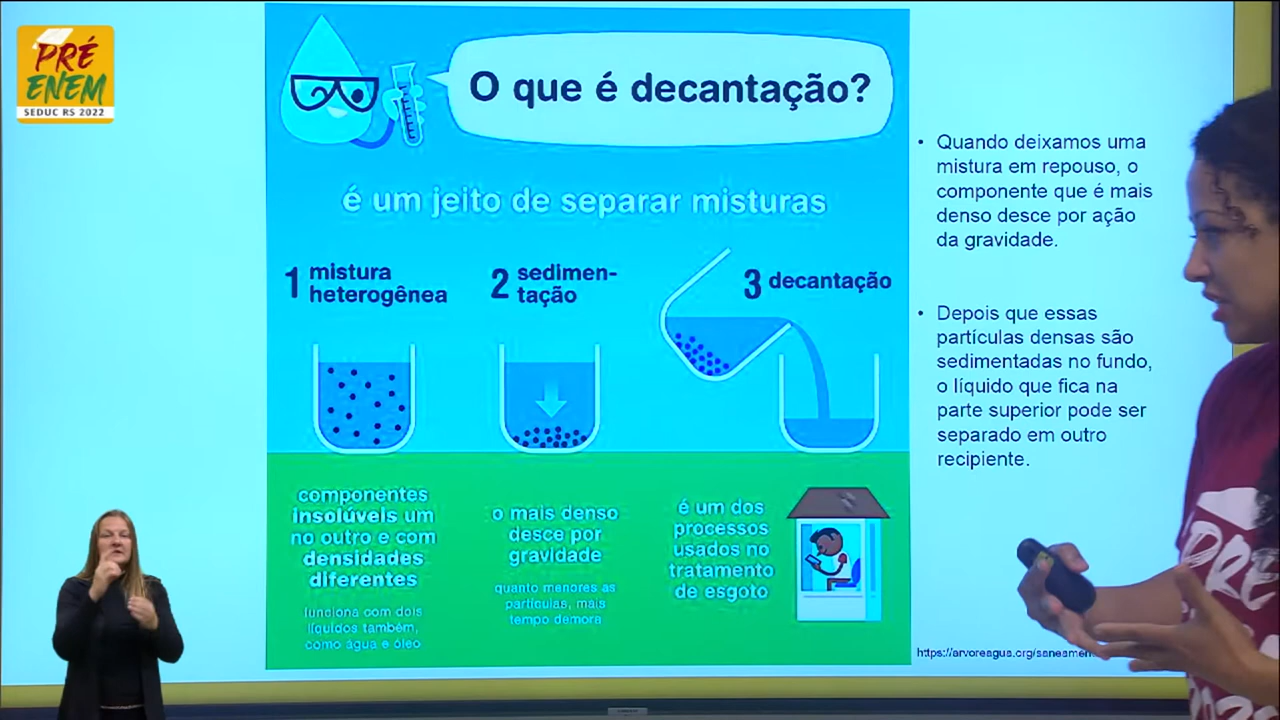 PRÉ
ENEM
SEDUC RS 2022
O que é decantação?
é um jeito de separar misturas
1 mistura
heterogênea
2 sedimen-
tação
3 decantação
componentes
insolúveis um
no outro e com
densidades
diferentes
funciona com dois
líquidos também,
como água e óleo
o mais denso
desce por
gravidade
quanto menores as
partículas, mais
tempo demora
é um dos
processos
usados no
tratamento
de esgoto
• Quando deixamos uma
mistura em repouso, o
componente que é mais
denso desce por ação
da gravidade.
• Depois que essas
partículas densas são
sedimentadas no fundo,
o líquido que fica na
parte superior pode ser
separado em outro
recipiente.
https://arvoreagua.org/saneamen
PRÉ